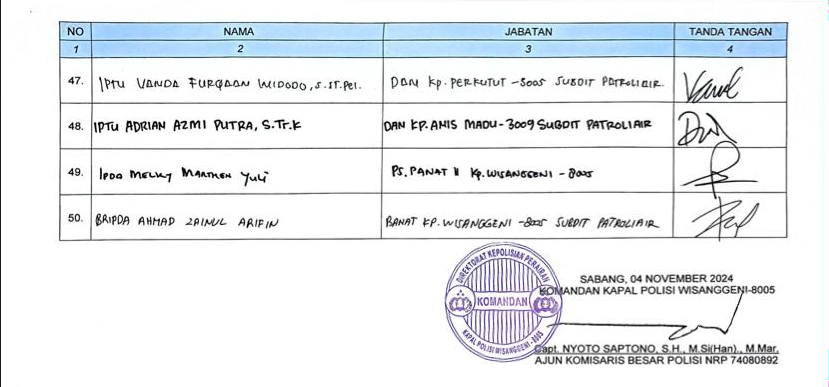 NO NAMA JABATAN TANDA TANGAN
1 2 3 4
47. IPTU VANDA FURQAAN WIDODO, S.ST.Pel. DAN KP. PERKUTUT -3005 SUBDIT PATROLIAIR.
48. IPTU ADRIAN AZMI PUTRA, S.Tr.K DAN KP. ANIS MADU -3009 SUBDIT PATROLIAIR
49. IPDA MELKY MARTHEN YULI PS. PANAT II KP. WISANGGENI - 8005
50. BRIPDA AHMAD ZAINUL ARIFIN BANAT KP. WISANGGENI -8005 SUBDIT PATROLIAIR
DIREKTORAT KEPOLISIAN PERAIRAN
KOMANDAN
KAPAL POLISI WISANGGENI-8005
SABANG, 04 NOVEMBER 2024
KOMANDAN KAPAL POLISI WISANGGENI-8005
Capt. NYOTO SAPTONO, S.H., M.Si(Han)., M.Mar.
AJUN KOMISARIS BESAR POLISI NRP 74080892